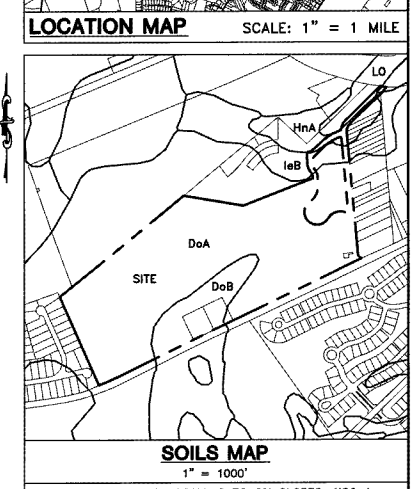 LOCATION MAP SCALE: 1" = 1 MILE
LO
HnA
IeB
DoA
SITE
DoB
SOILS MAP
1" = 1000'